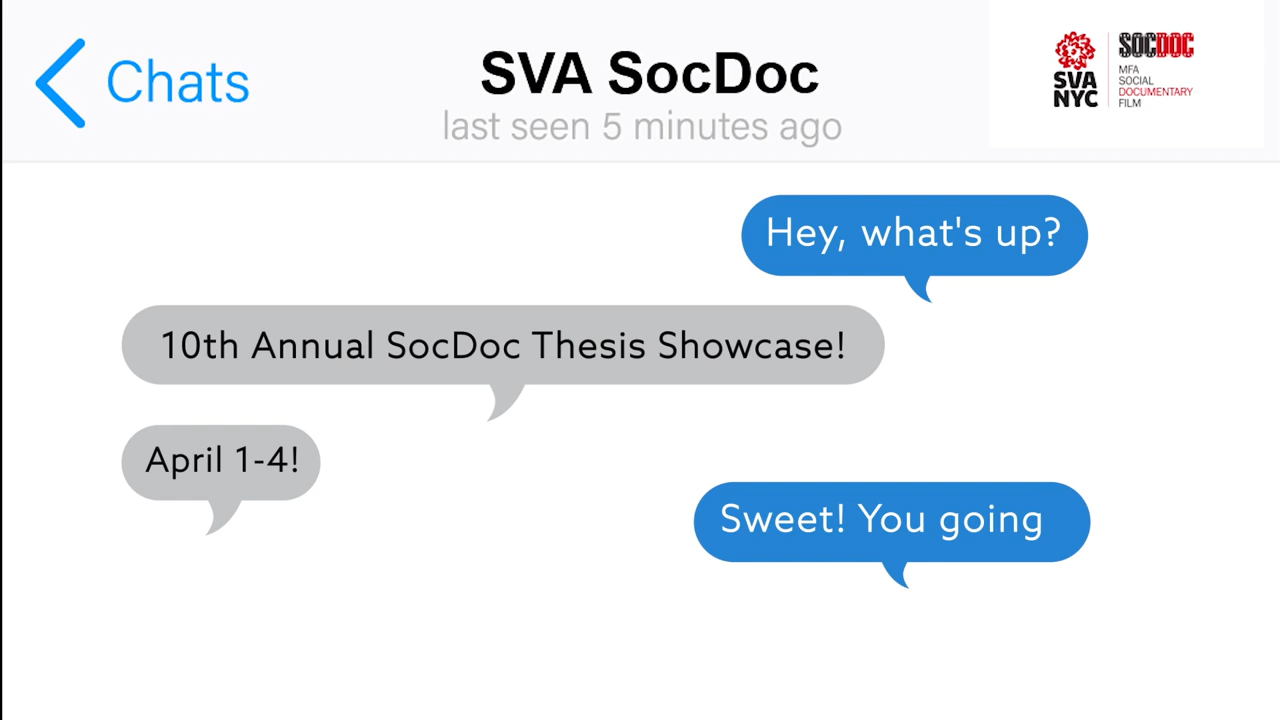 Chats
SVA SocDoc
last seen 5 minutes ago
SVA
NYC
SOCDOC
MFA
SOCIAL
DOCUMENTARY
FILM
Hey, what's up?
10th Annual SocDoc Thesis Showcase!
April 1-4!
Sweet! You going